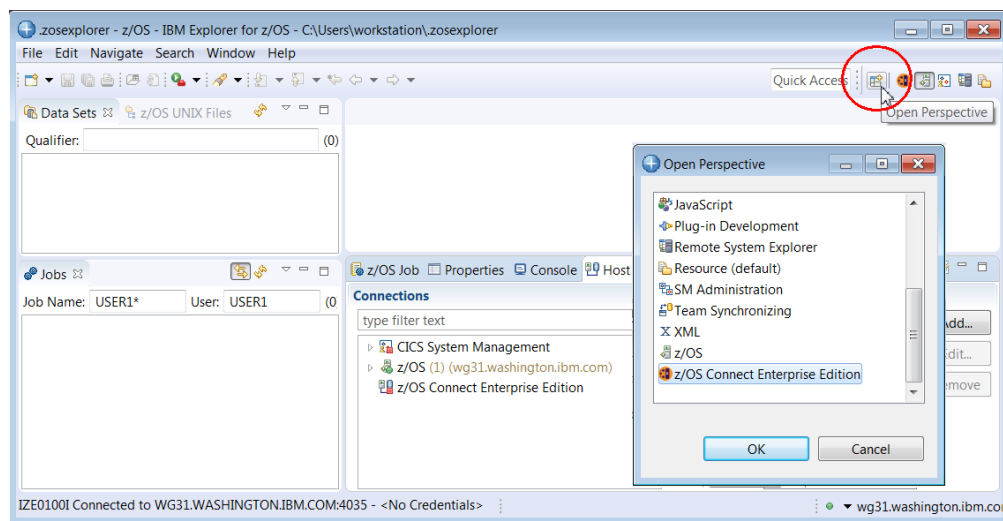 .zosexplorer - z/OS - IBM Explorer for z/OS - C:\Users\workstation\.zosexplorer
File Edit Navigate Search Window Help
Quick Access
Open Perspective
Data Sets z/OS UNIX Files
Qualifier: (0)
Open Perspective
JavaScript
Plug-in Development
Remote System Explorer
Resource (default)
SM Administration
Team Synchronizing
XML
z/OS
z/OS Connect Enterprise Edition
OK Cancel
Jobs
Job Name: USER1* User: USER1 (0
z/OS Job Properties Console Host
Connections
type filter text
CICS System Management
z/OS (1) (wg31.washington.ibm.com)
z/OS Connect Enterprise Edition
IZE0100I Connected to WG31.WASHINGTON.IBM.COM:4035 - <No Credentials>
wg31.washington.ibm.co